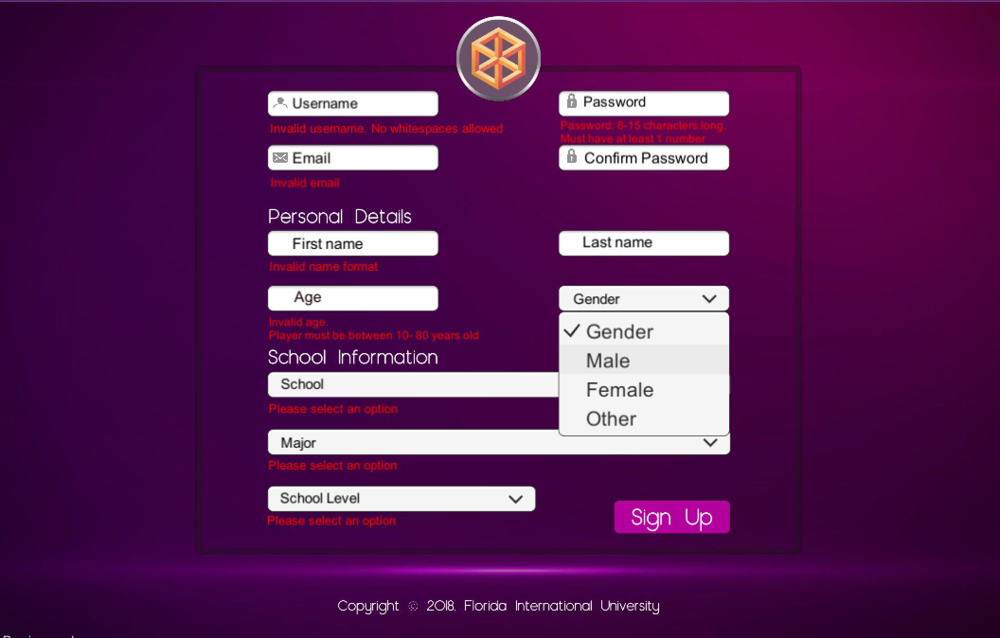 Username
Password
Invalid username. No whitespaces allowed
Password: 8-15 characters long.
Must have at least 1 number
Email
Confirm Password
Invalid email
Personal Details
First name
Last name
Invalid name format
Age
Gender
Invalid age.
Player must be between 10- 80 years old
Gender
Male
Female
Other
School Information
School
Please select an option
Major
Please select an option
School Level
Please select an option
Sign Up
Copyright © 2018. Florida International University